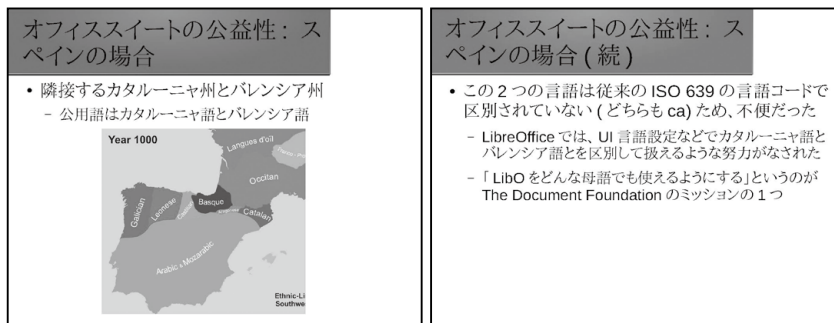 オフィススイートの公益性: ス
ペインの場合
• 隣接するカタルーニャ州とバレンシア州
– 公用語はカタルーニャ語とバレンシア語
Year 1000
Langues d'oïl
Occitan
Galician
Leonese
Basque
Catalan
Arabic & Mozarabic
Ethnic-Li
Southwe
オフィススイートの公益性: ス
ペインの場合 ( 続 )
• この 2 つの言語は従来の ISO 639 の言語コードで
区別されていない ( どちらも ca) ため、不便だった
– LibreOffice では、UI 言語設定などでカタルーニャ語と
バレンシア語とを区別して扱えるような努力がなされた
– 「 LibO をどんな母語でも使えるようにする」というのが
The Document Foundation のミッションの 1 つ